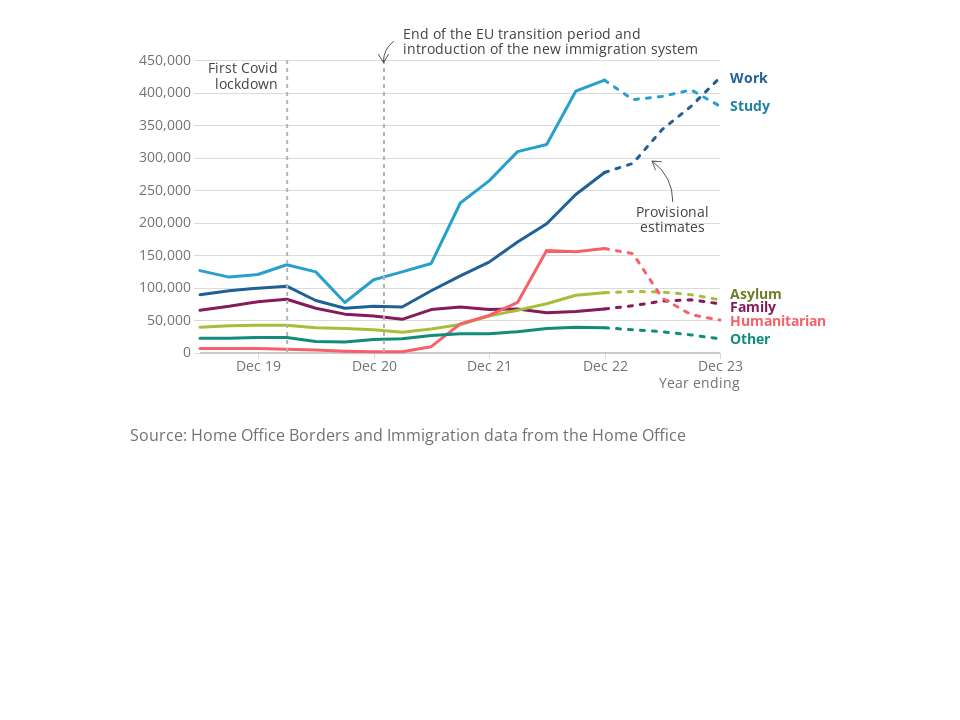 End of the EU transition period and
introduction of the new immigration system
First Covid
lockdown
450,000
400,000
350,000
300,000
250,000
200,000
150,000
100,000
50,000
0
Work
Study
Provisional
estimates
Asylum
Family
Humanitarian
Other
Dec 19
Dec 20
Dec 21
Dec 22
Dec 23
Year ending
Source: Home Office Borders and Immigration data from the Home Office